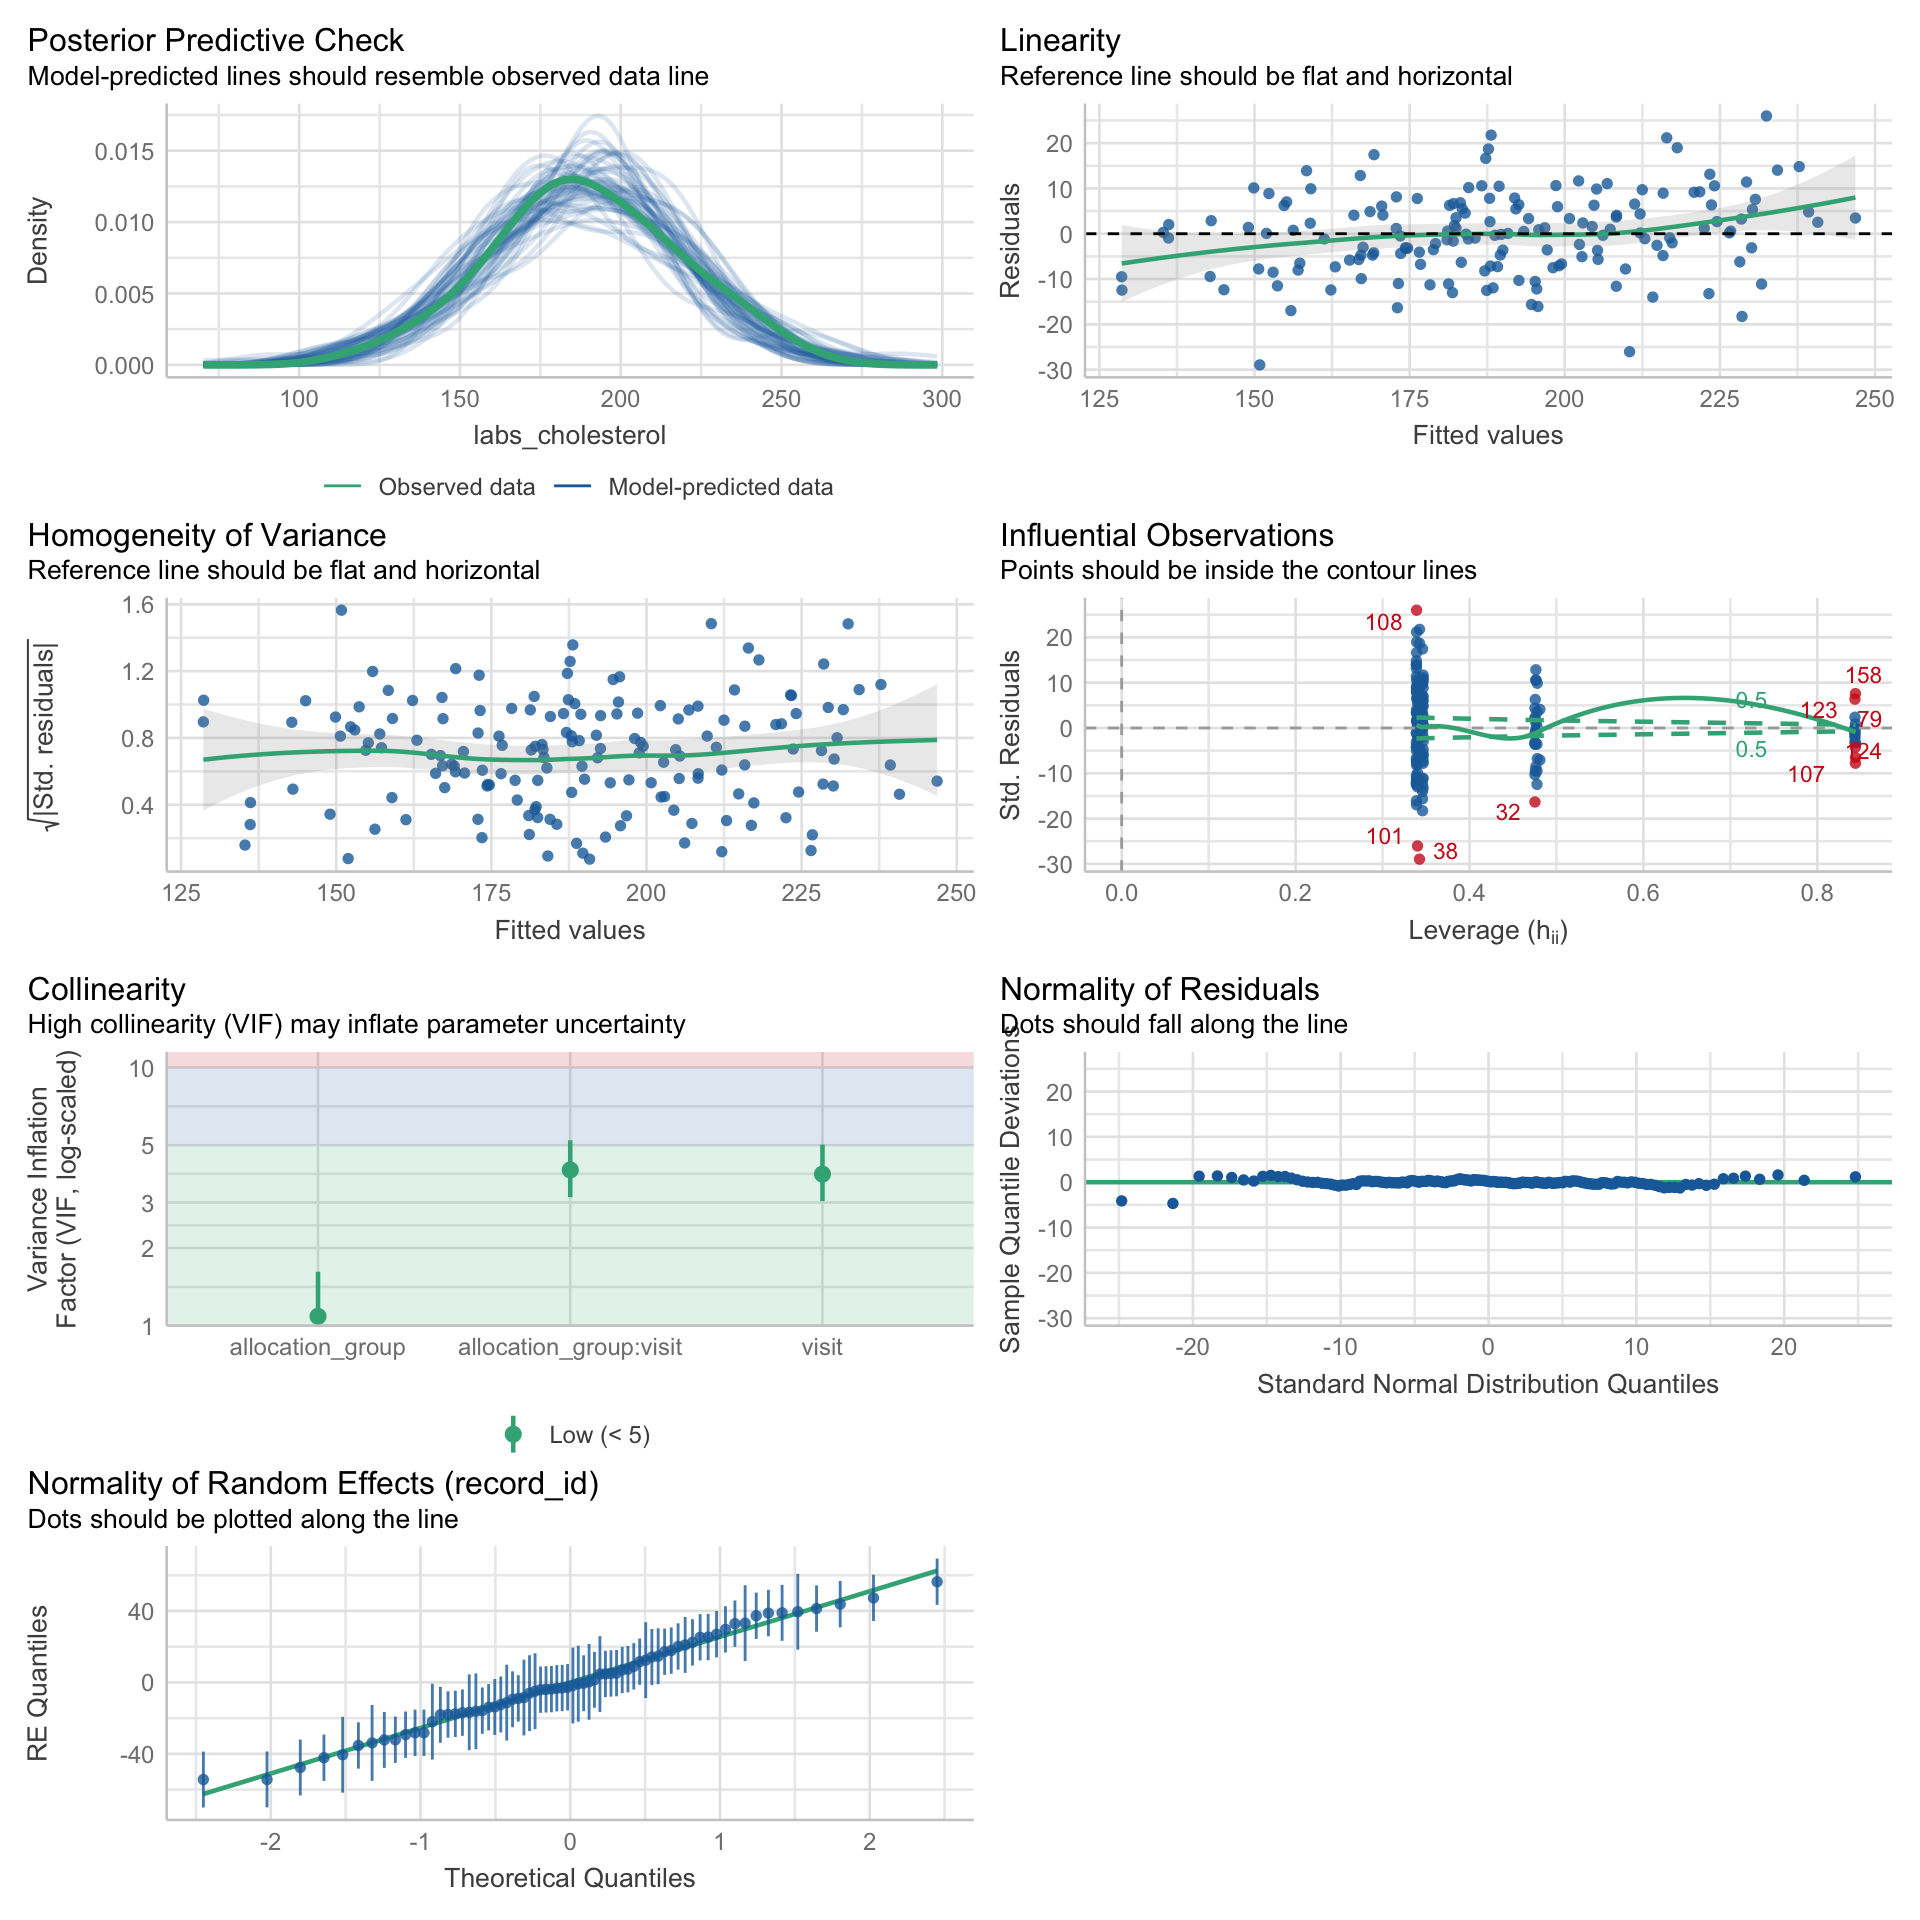 Posterior Predictive Check
Model-predicted lines should resemble observed data line
Density
0.015
0.010
0.005
0.000
100 150 200 250 300
labs_cholesterol
Observed data Model-predicted data
Linearity
Reference line should be flat and horizontal
Residuals
20
10
0
-10
-20
-30
125 150 175 200 225 250
Fitted values
Homogeneity of Variance
Reference line should be flat and horizontal
√|Std. residuals|
1.6
1.2
0.8
0.4
125 150 175 200 225 250
Fitted values
Influential Observations
Points should be inside the contour lines
Std. Residuals
20
10
0
-10
-20
-30
108
158
0.5
123
79
0.5
124
107
32
101
38
0.0 0.2 0.4 0.6 0.8
Leverage (hii)
Collinearity
High collinearity (VIF) may inflate parameter uncertainty
Variance Inflation
Factor (VIF, log-scaled)
10
5
3
2
1
allocation_group allocation_group:visit visit
Low (< 5)
Normality of Residuals
Dots should fall along the line
Sample Quantile Deviations
20
10
0
-10
-20
-30
-20 -10 0 10 20
Standard Normal Distribution Quantiles
Normality of Random Effects (record_id)
Dots should be plotted along the line
RE Quantiles
40
0
-40
-2 -1 0 1 2
Theoretical Quantiles